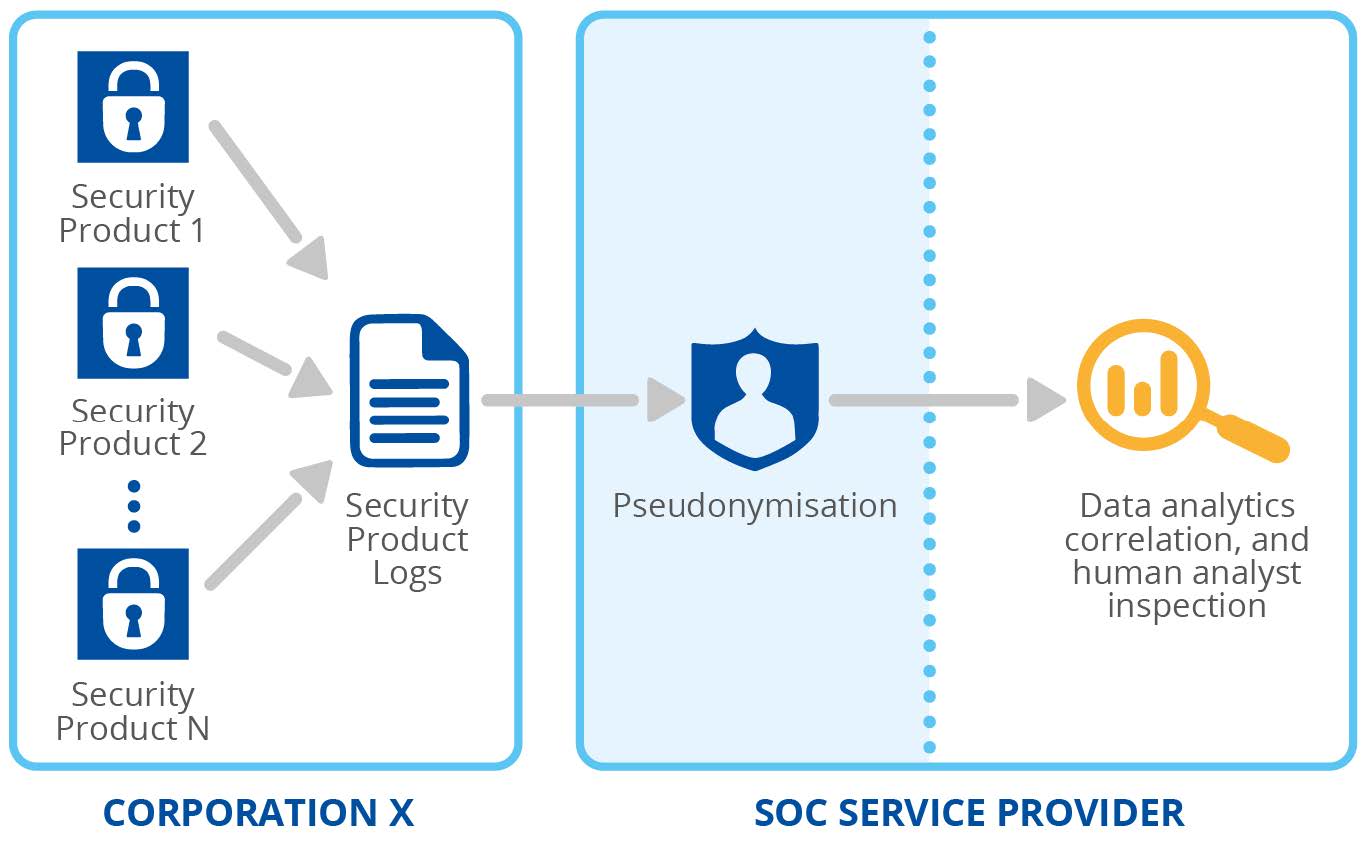 Security
Product 1
Security
Product 2
Security
Product N
Security
Product
Logs
Pseudonymisation
Data analytics
correlation, and
human analyst
inspection
CORPORATION X
SOC SERVICE PROVIDER